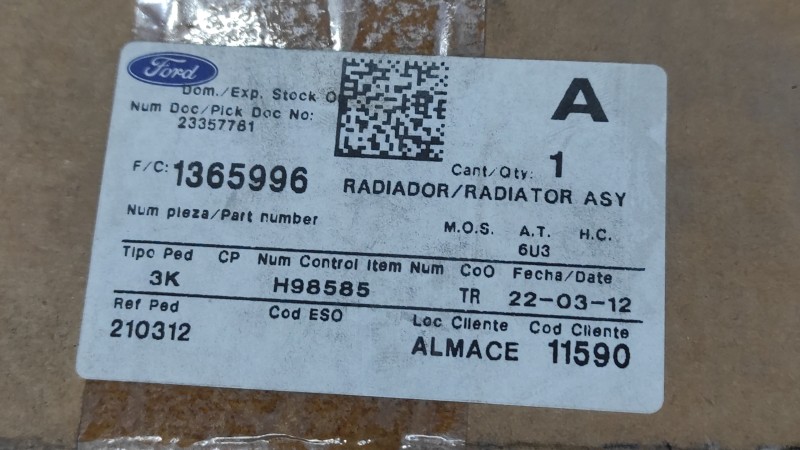 Ford
A
Dom./Exp. Stock O
Num Doc/Pick Doc No:
23357781
F/C: 1365996
Cant/Qty: 1
RADIADOR/RADIATOR ASY
Num pieza/Part number
M.O.S. A.T. H.C.
6U3
Tipo Ped CP Num Control Item Num CoO Fecha/Date
3K H98585 TR 22-03-12
Ref Ped Cod ESO Loc Cliente Cod Cliente
210312 ALMACE 11590